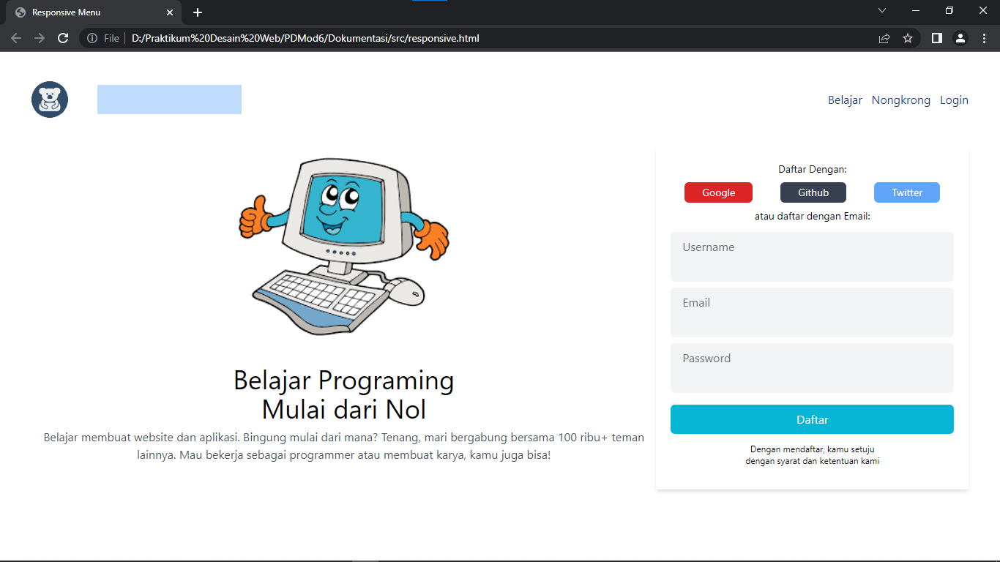 Responsive Menu
File
D:/Praktikum%20Desain%20Web/PDMod6/Dokumentasi/src/responsive.html
Belajar Nongkrong Login
Daftar Dengan:
Google Github Twitter
atau daftar dengan Email:
Username
Email
Password
Daftar
Dengan mendaftar, kamu setuju
dengan syarat dan ketentuan kami
Belajar Programing
Mulai dari Nol
Belajar membuat website dan aplikasi. Bingung mulai dari mana? Tenang, mari bergabung bersama 100 ribu+ teman
lainnya. Mau bekerja sebagai programmer atau membuat karya, kamu juga bisa!